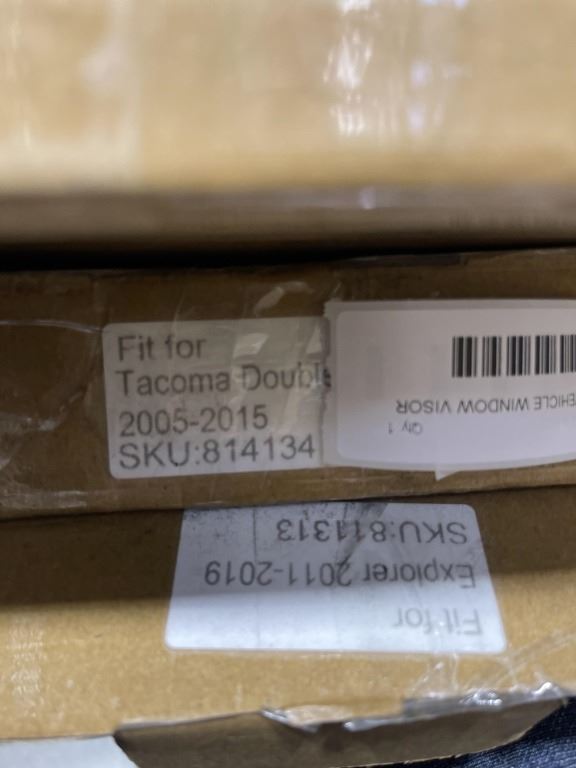 Fit for
Tacoma Double
2005-2015
SKU:814134
EHICLE WINDOW VISOR
Qty 1
Fit for
Explorer 2011-2019
SKU:811313